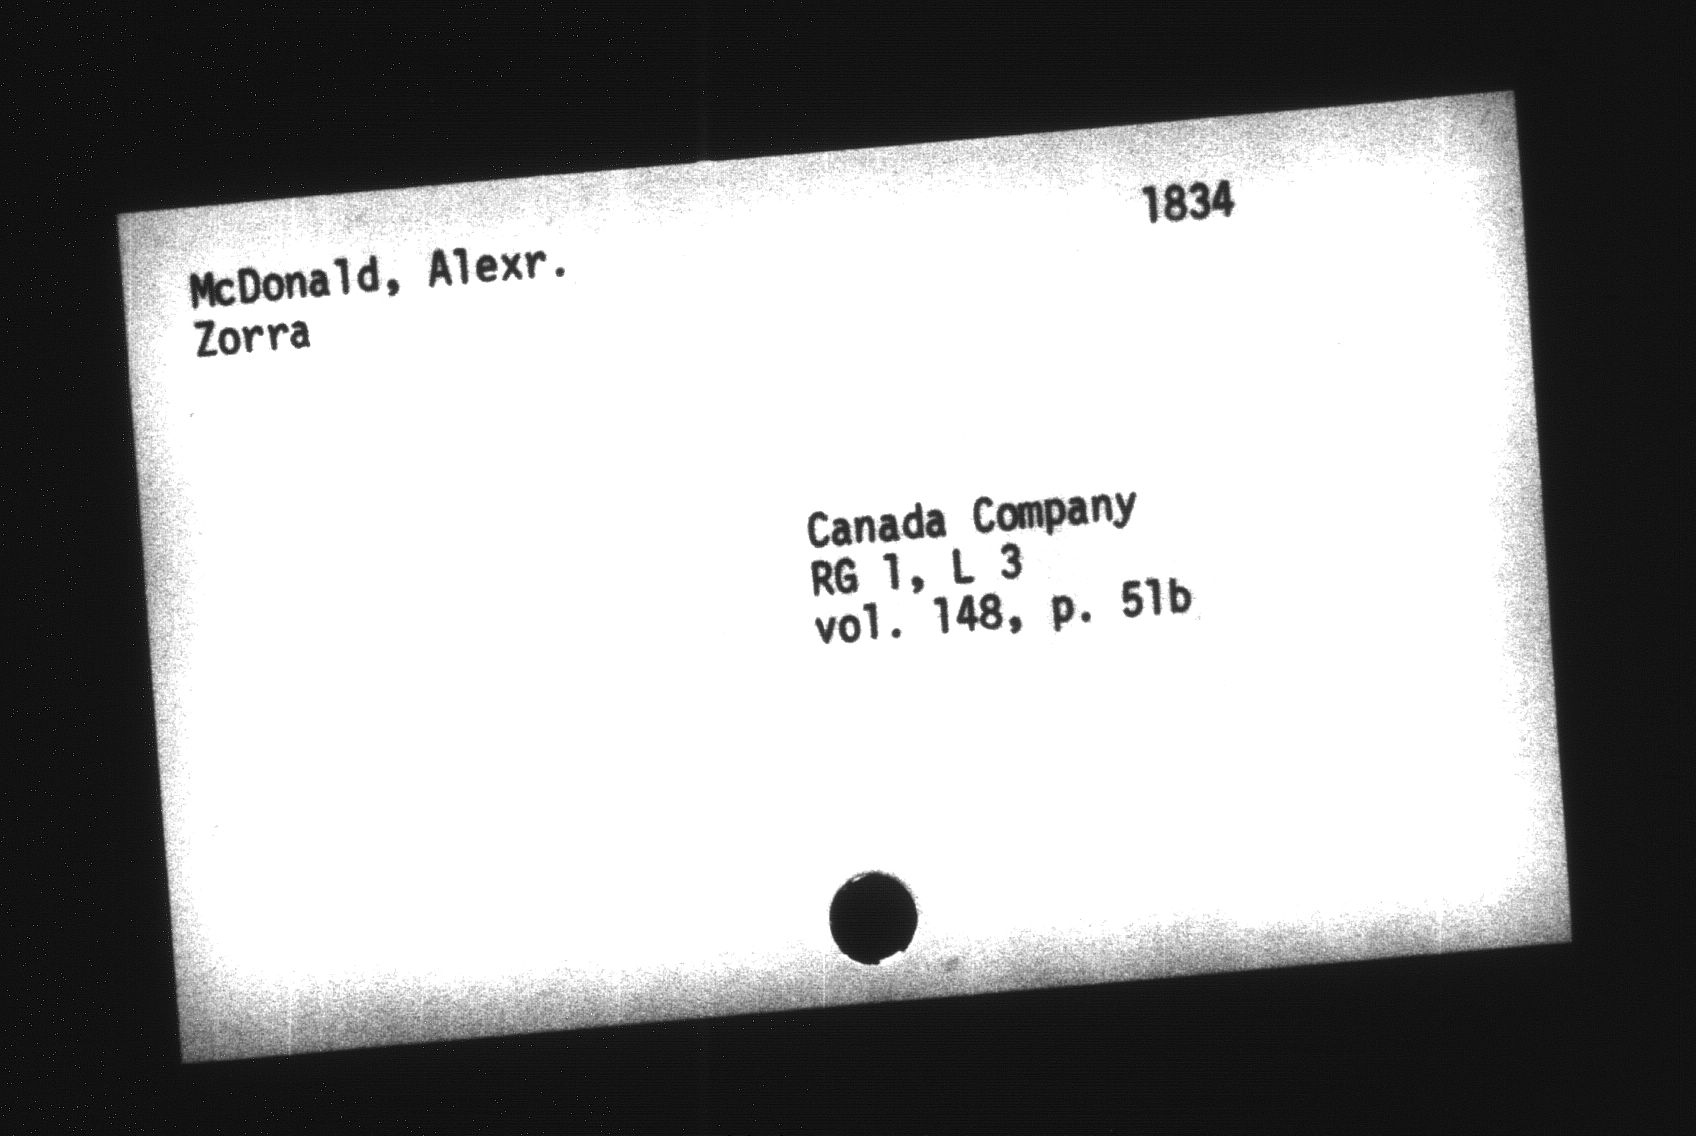 1834
McDonald, Alexr.
Zorra
Canada Company
RG 1, L 3
vol. 148, p. 51b